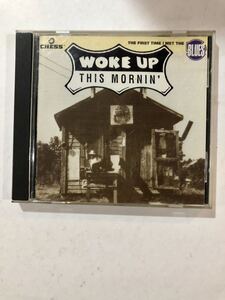 CHESS
THE FIRST TIME I MET THE
BLUES
WOKE UP
THIS MORNIN'